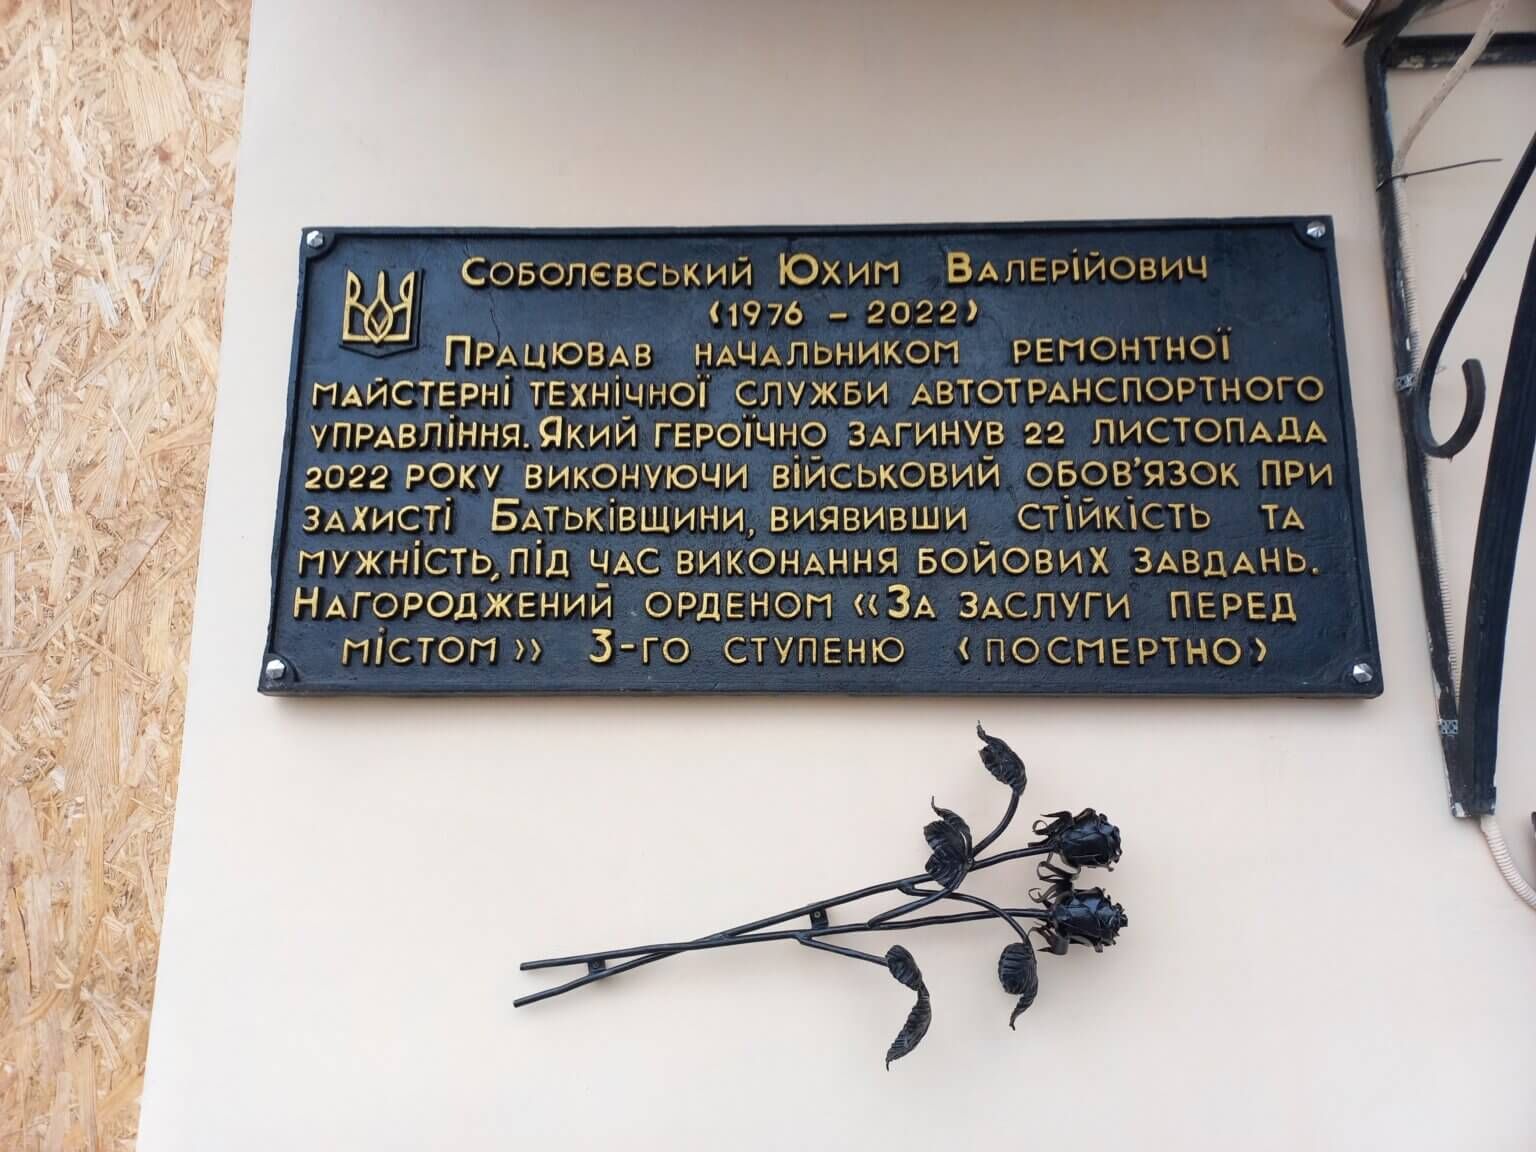 Соболєвський Юхим Валерійович
(1976 - 2022)
Працював начальником ремонтної
майстерні технічної служби автотранспортного
управління. Який героїчно загинув 22 листопада
2022 року виконуючи військовий обов'язок при
захисті Батьківщини, виявивши стійкість та
мужність, під час виконання бойових завдань.
Нагороджений орденом «За заслуги перед
містом» 3-го ступеню (посмертно)